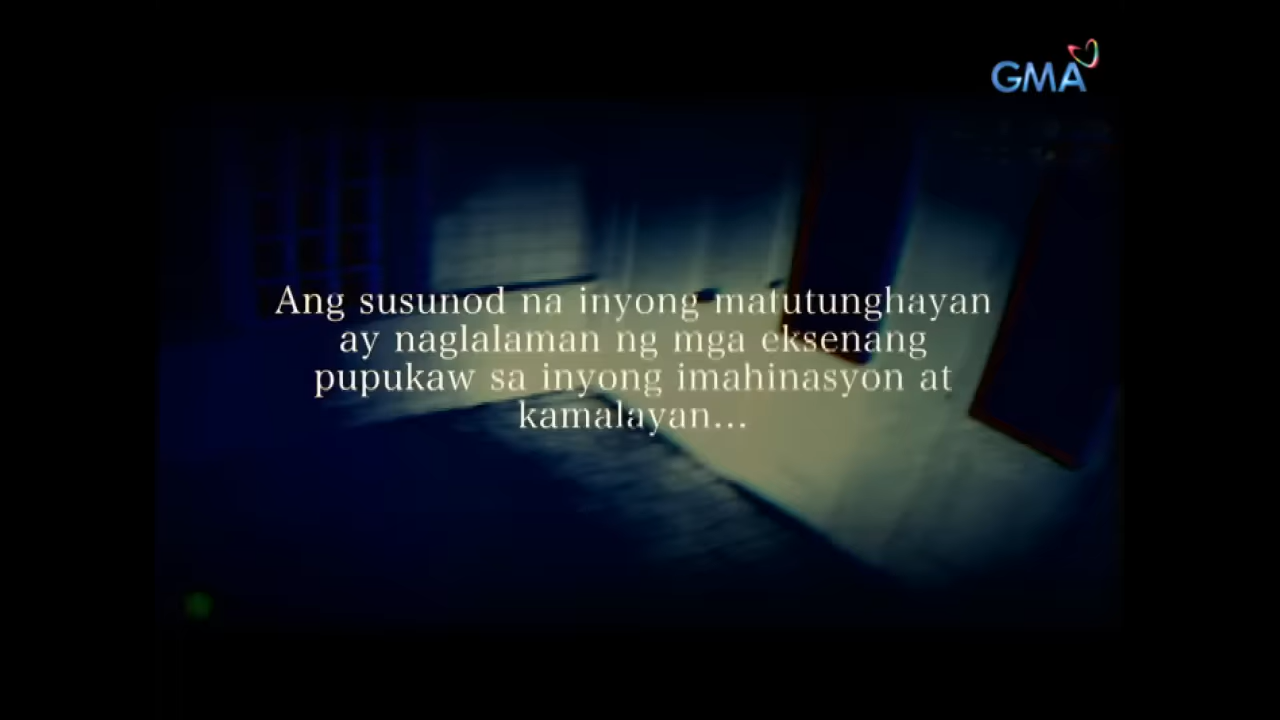 GMA
Ang susunod na inyong matutunghayan
ay naglalaman ng mga eksenang
pupukaw sa inyong imahinasyon at
kamalayan...